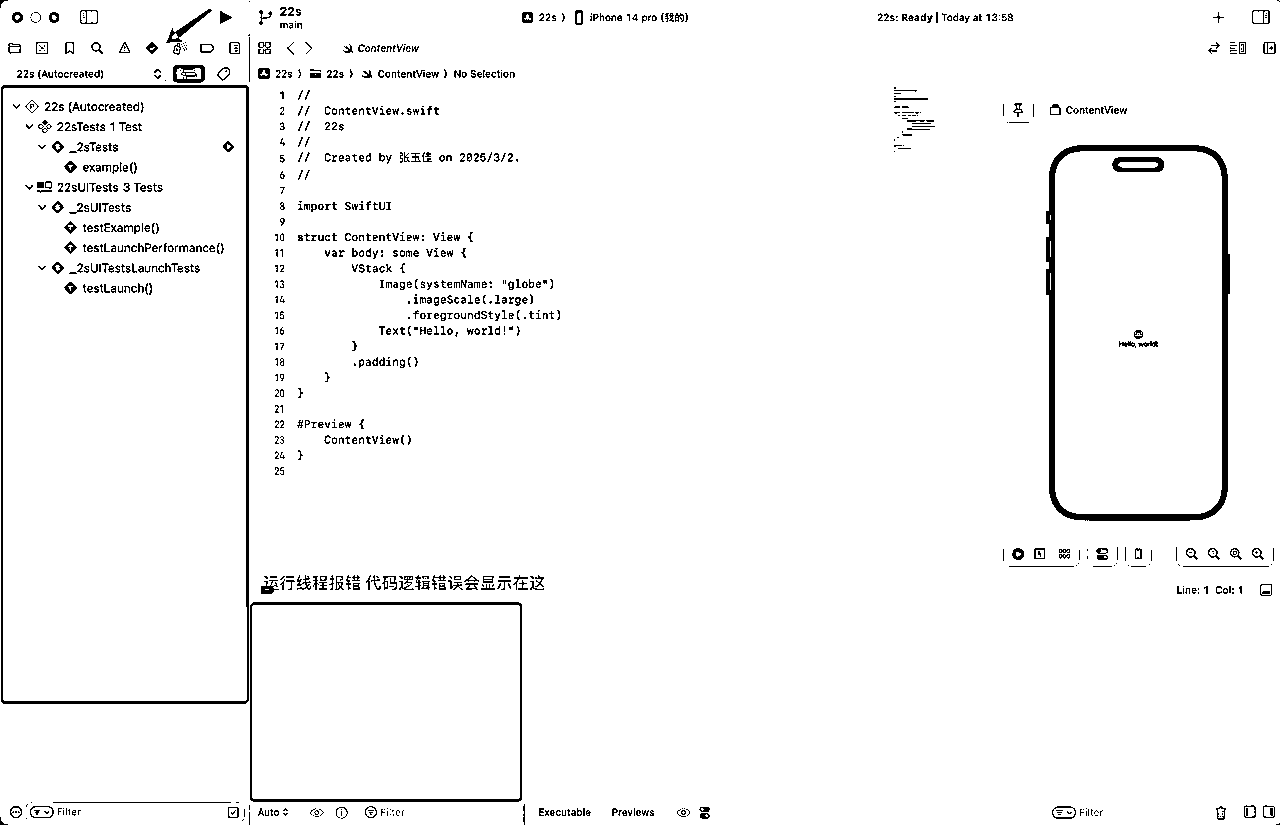 22s
main
22s 〉 iPhone 14 pro (我的)
22s: Ready | Today at 13:58
ContentView
22s (Autocreated)
22s 〉 22s 〉 ContentView 〉 No Selection
22s (Autocreated)
22sTests 1 Test
_2sTests
example()
22sUITests 3 Tests
_2sUITests
testExample()
testLaunchPerformance()
_2sUITestsLaunchTests
testLaunch()
1 //
2 //  ContentView.swift
3 //  22s
4 //
5 //  Created by 张玉佳 on 2025/3/2.
6 //
7
8 import SwiftUI
9
10 struct ContentView: View {
11     var body: some View {
12         VStack {
13             Image(systemName: "globe")
14                 .imageScale(.large)
15                 .foregroundStyle(.tint)
16             Text("Hello, world!")
17         }
18         .padding()
19     }
20 }
21
22 #Preview {
23     ContentView()
24 }
25
ContentView
Hello, world!
运行线程报错 代码逻辑错误会显示在这
Line: 1 Col: 1
Filter
Auto
Filter
Executable
Previews
Filter